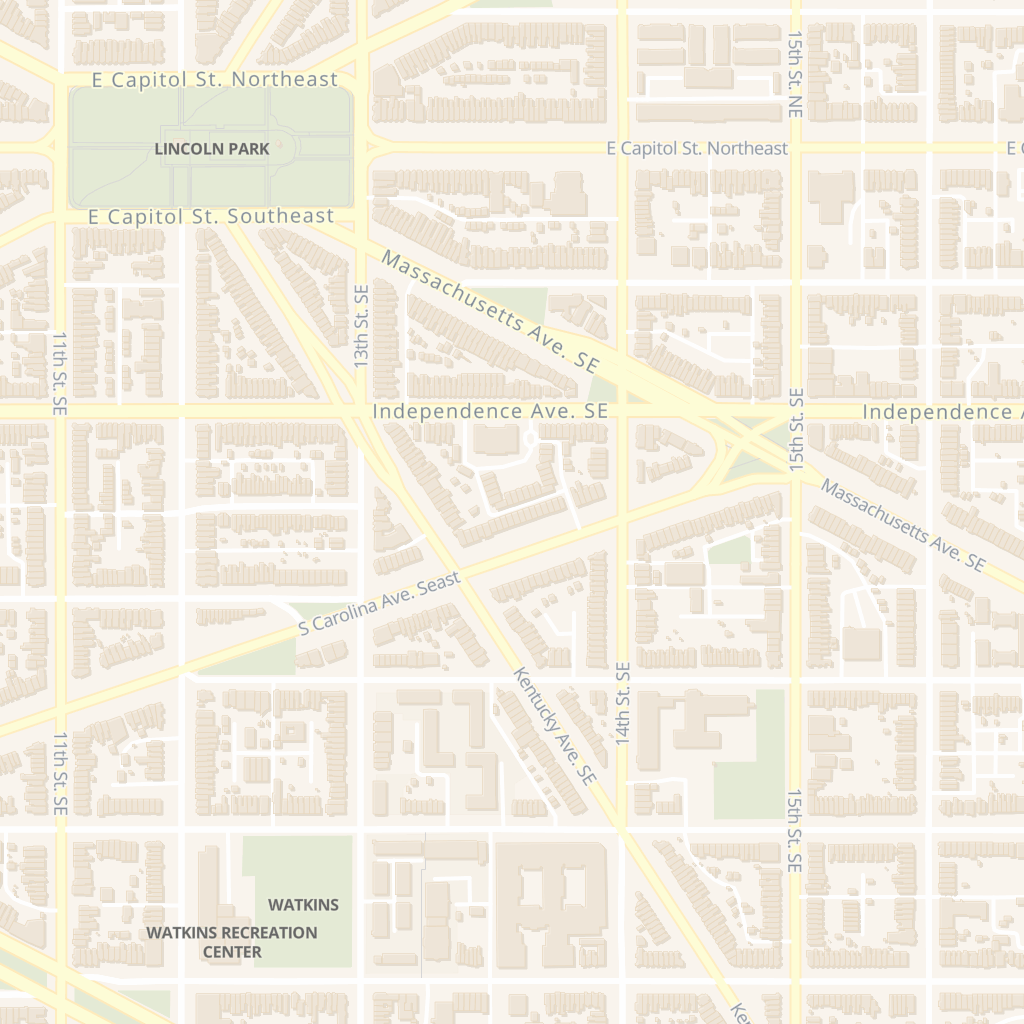 E Capitol St. Northeast
15th St. NE
LINCOLN PARK
E Capitol St. Northeast
E C
E Capitol St. Southeast
Massachusetts Ave. SE
13th St. SE
11th St. SE
15th St. SE
Independence Ave. SE
Independence A
Massachusetts Ave. SE
S Carolina Ave. Seast
Kentucky Ave. SE
14th St. SE
11th St. SE
15th St. SE
WATKINS
WATKINS RECREATION
CENTER
Ke